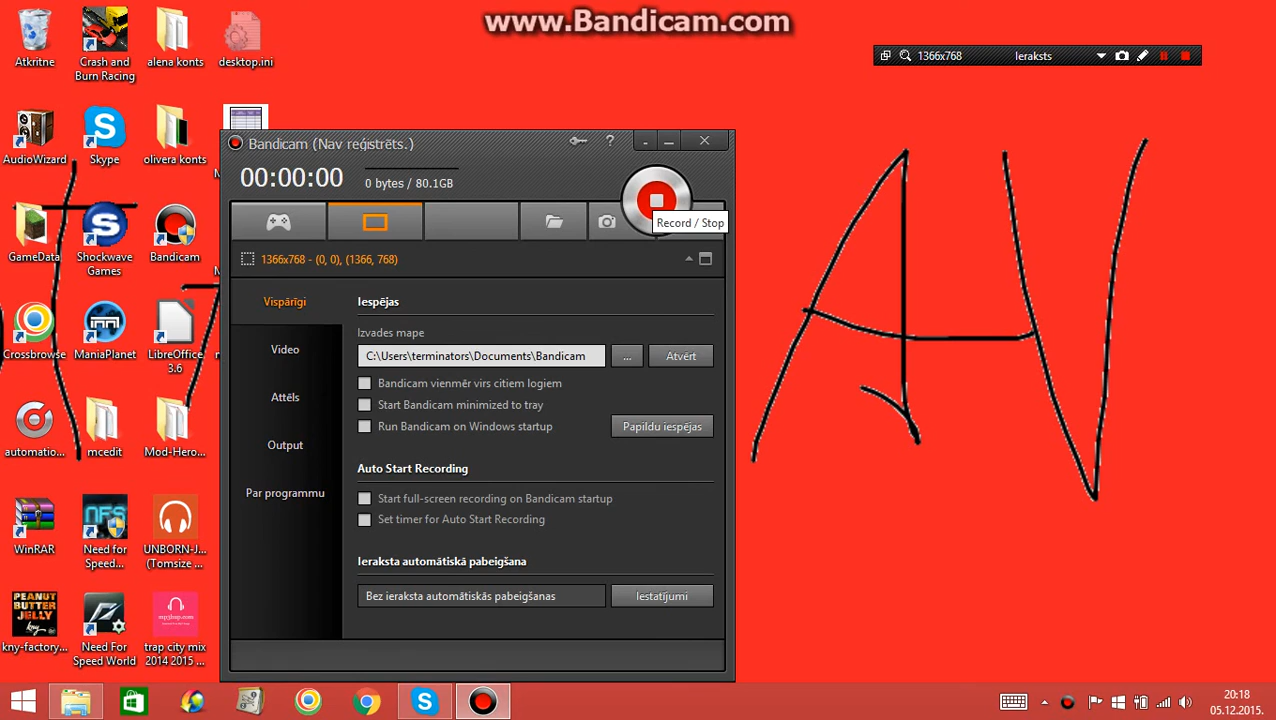 www.Bandicam.com
1366x768 Ieraksts
Atkritne
Crash and Burn Racing
alena konts
desktop.ini
AudioWizard
Skype
olivera konts
GameData
Shockwave Games
Bandicam
Crossbrowse
ManiaPlanet
LibreOffice 3.6
automatio...
mcedit
Mod-Hero...
WinRAR
Need for Speed...
UNBORN-J... (Tomsize ...
PEANUT BUTTER JELLY
kny-factory...
Need For Speed World
trap city mix 2014 2015 ...
Bandicam (Nav reģistrēts.)
00:00:00
0 bytes / 80.1GB
Record / Stop
1366x768 - (0, 0), (1366, 768)
Vispārīgi
Video
Attēls
Output
Par programmu
Iespējas
Izvades mape
C:\Users\terminators\Documents\Bandicam
...
Atvērt
Bandicam vienmēr virs citiem logiem
Start Bandicam minimized to tray
Run Bandicam on Windows startup
Papildu iespējas
Auto Start Recording
Start full-screen recording on Bandicam startup
Set timer for Auto Start Recording
Ieraksta automātiskā pabeigšana
Bez ieraksta automātiskās pabeigšanas
Iestatījumi
AV
20:18
05.12.2015.